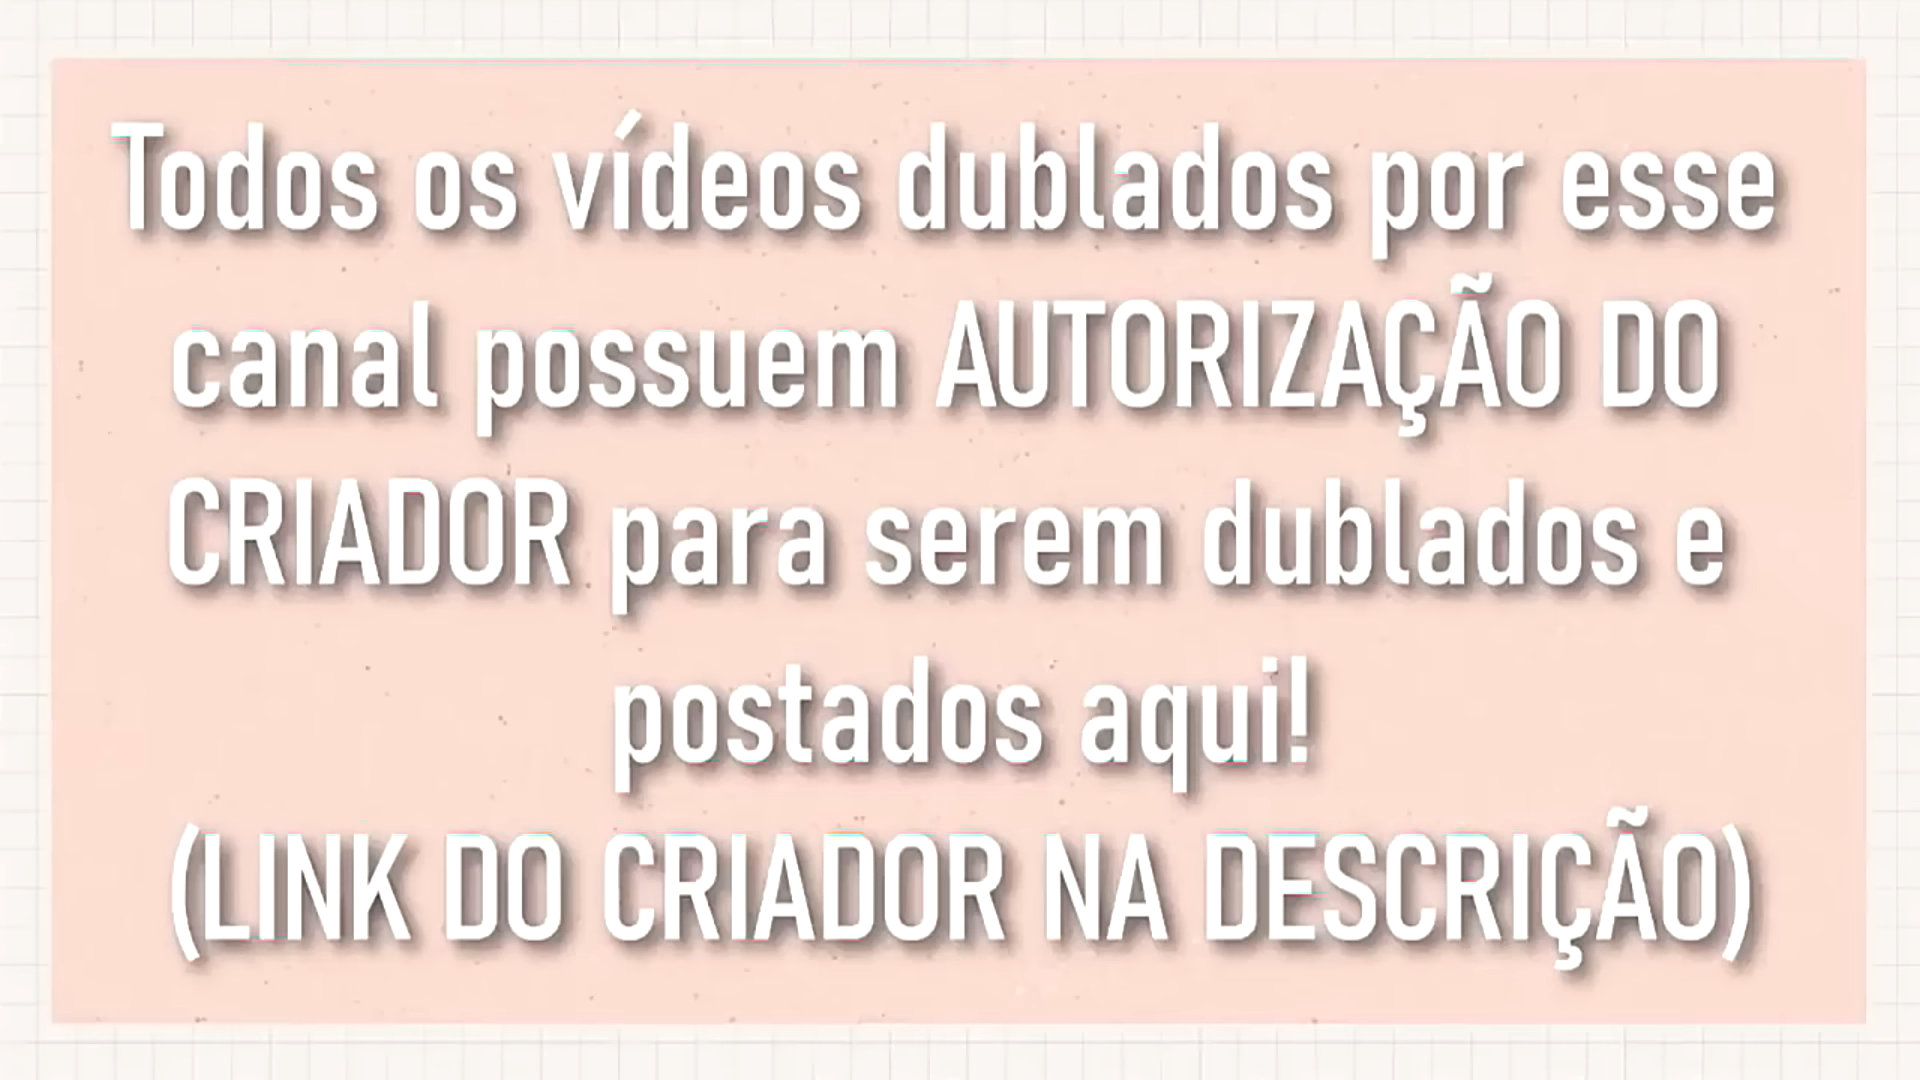 Todos os vídeos dublados por esse
canal possuem AUTORIZAÇÃO DO
CRIADOR para serem dublados e
postados aqui!
(LINK DO CRIADOR NA DESCRIÇÃO)